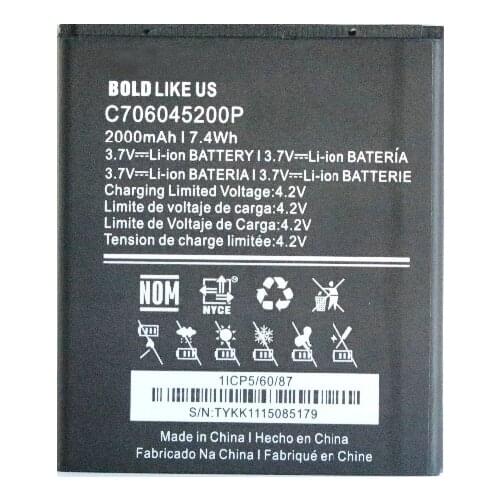 BOLD LIKE US
C706045200P
2000mAh I 7.4Wh
3.7V⎓Li-ion BATTERY I 3.7V⎓Li-ion BATERÍA
3.7V⎓Li-ion BATERIA I 3.7V⎓Li-ion BATTERIE
Charging Limited Voltage:4.2V
Limite de voltaje de carga:4.2V
Limite de Voltaje de Carga:4.2V
Tension de charge limitée:4.2V
NOM
NYCE
1ICP5/60/87
S/N:TYKK1115085179
Made in China I Hecho en China
Fabricado Na China I Fabriqué en Chine